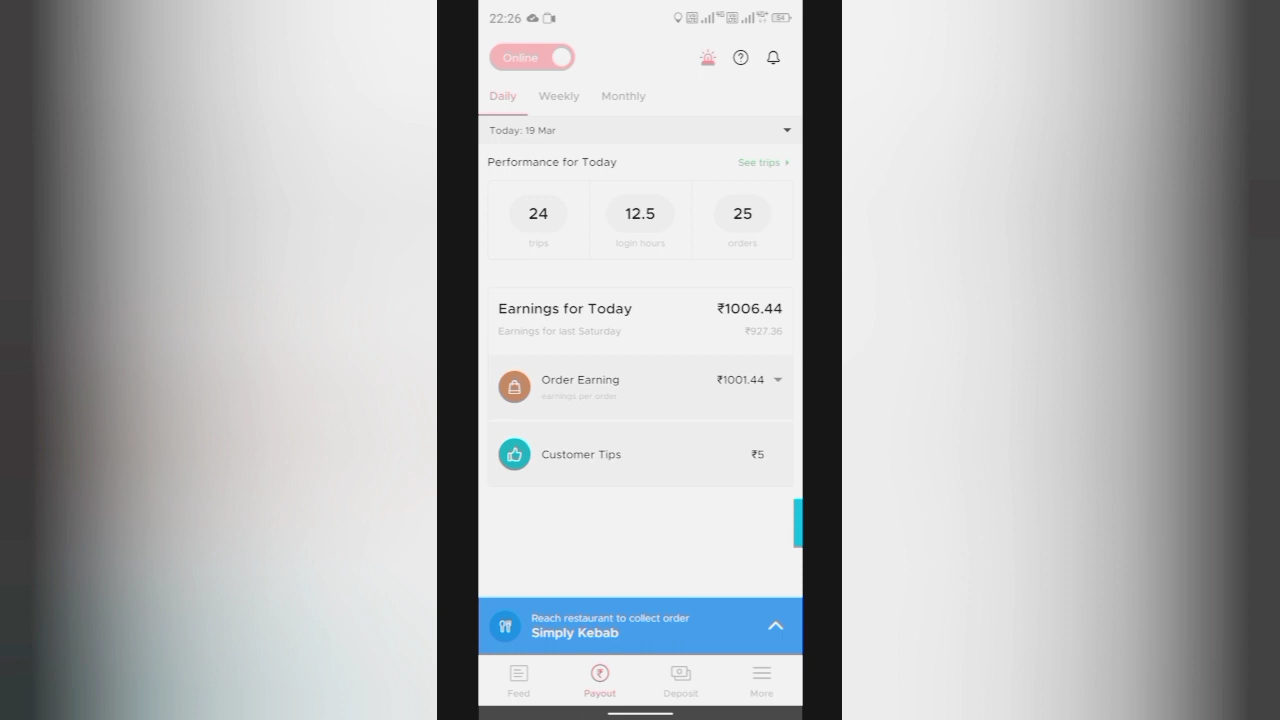 22:26
Online
Daily Weekly Monthly
Today: 19 Mar
Performance for Today See trips
24 12.5 25
trips login hours orders
Earnings for Today ₹1006.44
Earnings for last Saturday ₹927.36
Order Earning ₹1001.44
earnings per order
Customer Tips ₹5
Reach restaurant to collect order
Simply Kebab
Feed Payout Deposit More